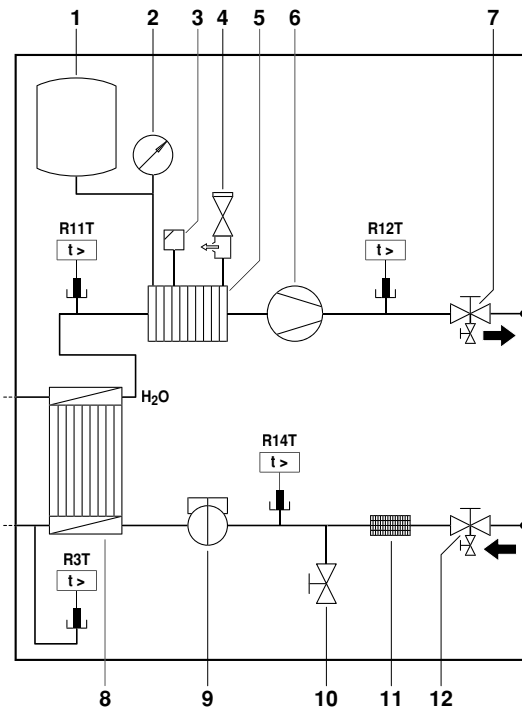 1 2 3 4 5 6 7
R11T
t >
R12T
t >
H₂O
R14T
t >
R3T
t >
8 9 10 11 12